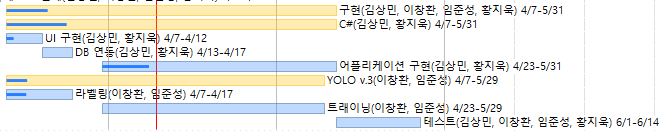 구현(김상민, 이창환, 임준성, 황지욱) 4/7-5/31
C#(김상민, 황지욱) 4/7-5/31
UI 구현(김상민, 황지욱) 4/7-4/12
DB 연동(김상민, 황지욱) 4/13-4/17
어플리케이션 구현(김상민, 황지욱) 4/23-5/31
YOLO v.3(이창환, 임준성) 4/7-5/29
라벨링(이창환, 임준성) 4/7-4/17
트래이닝(이창환, 임준성) 4/23-5/29
테스트(김상민, 이창환, 임준성, 황지욱) 6/1-6/14